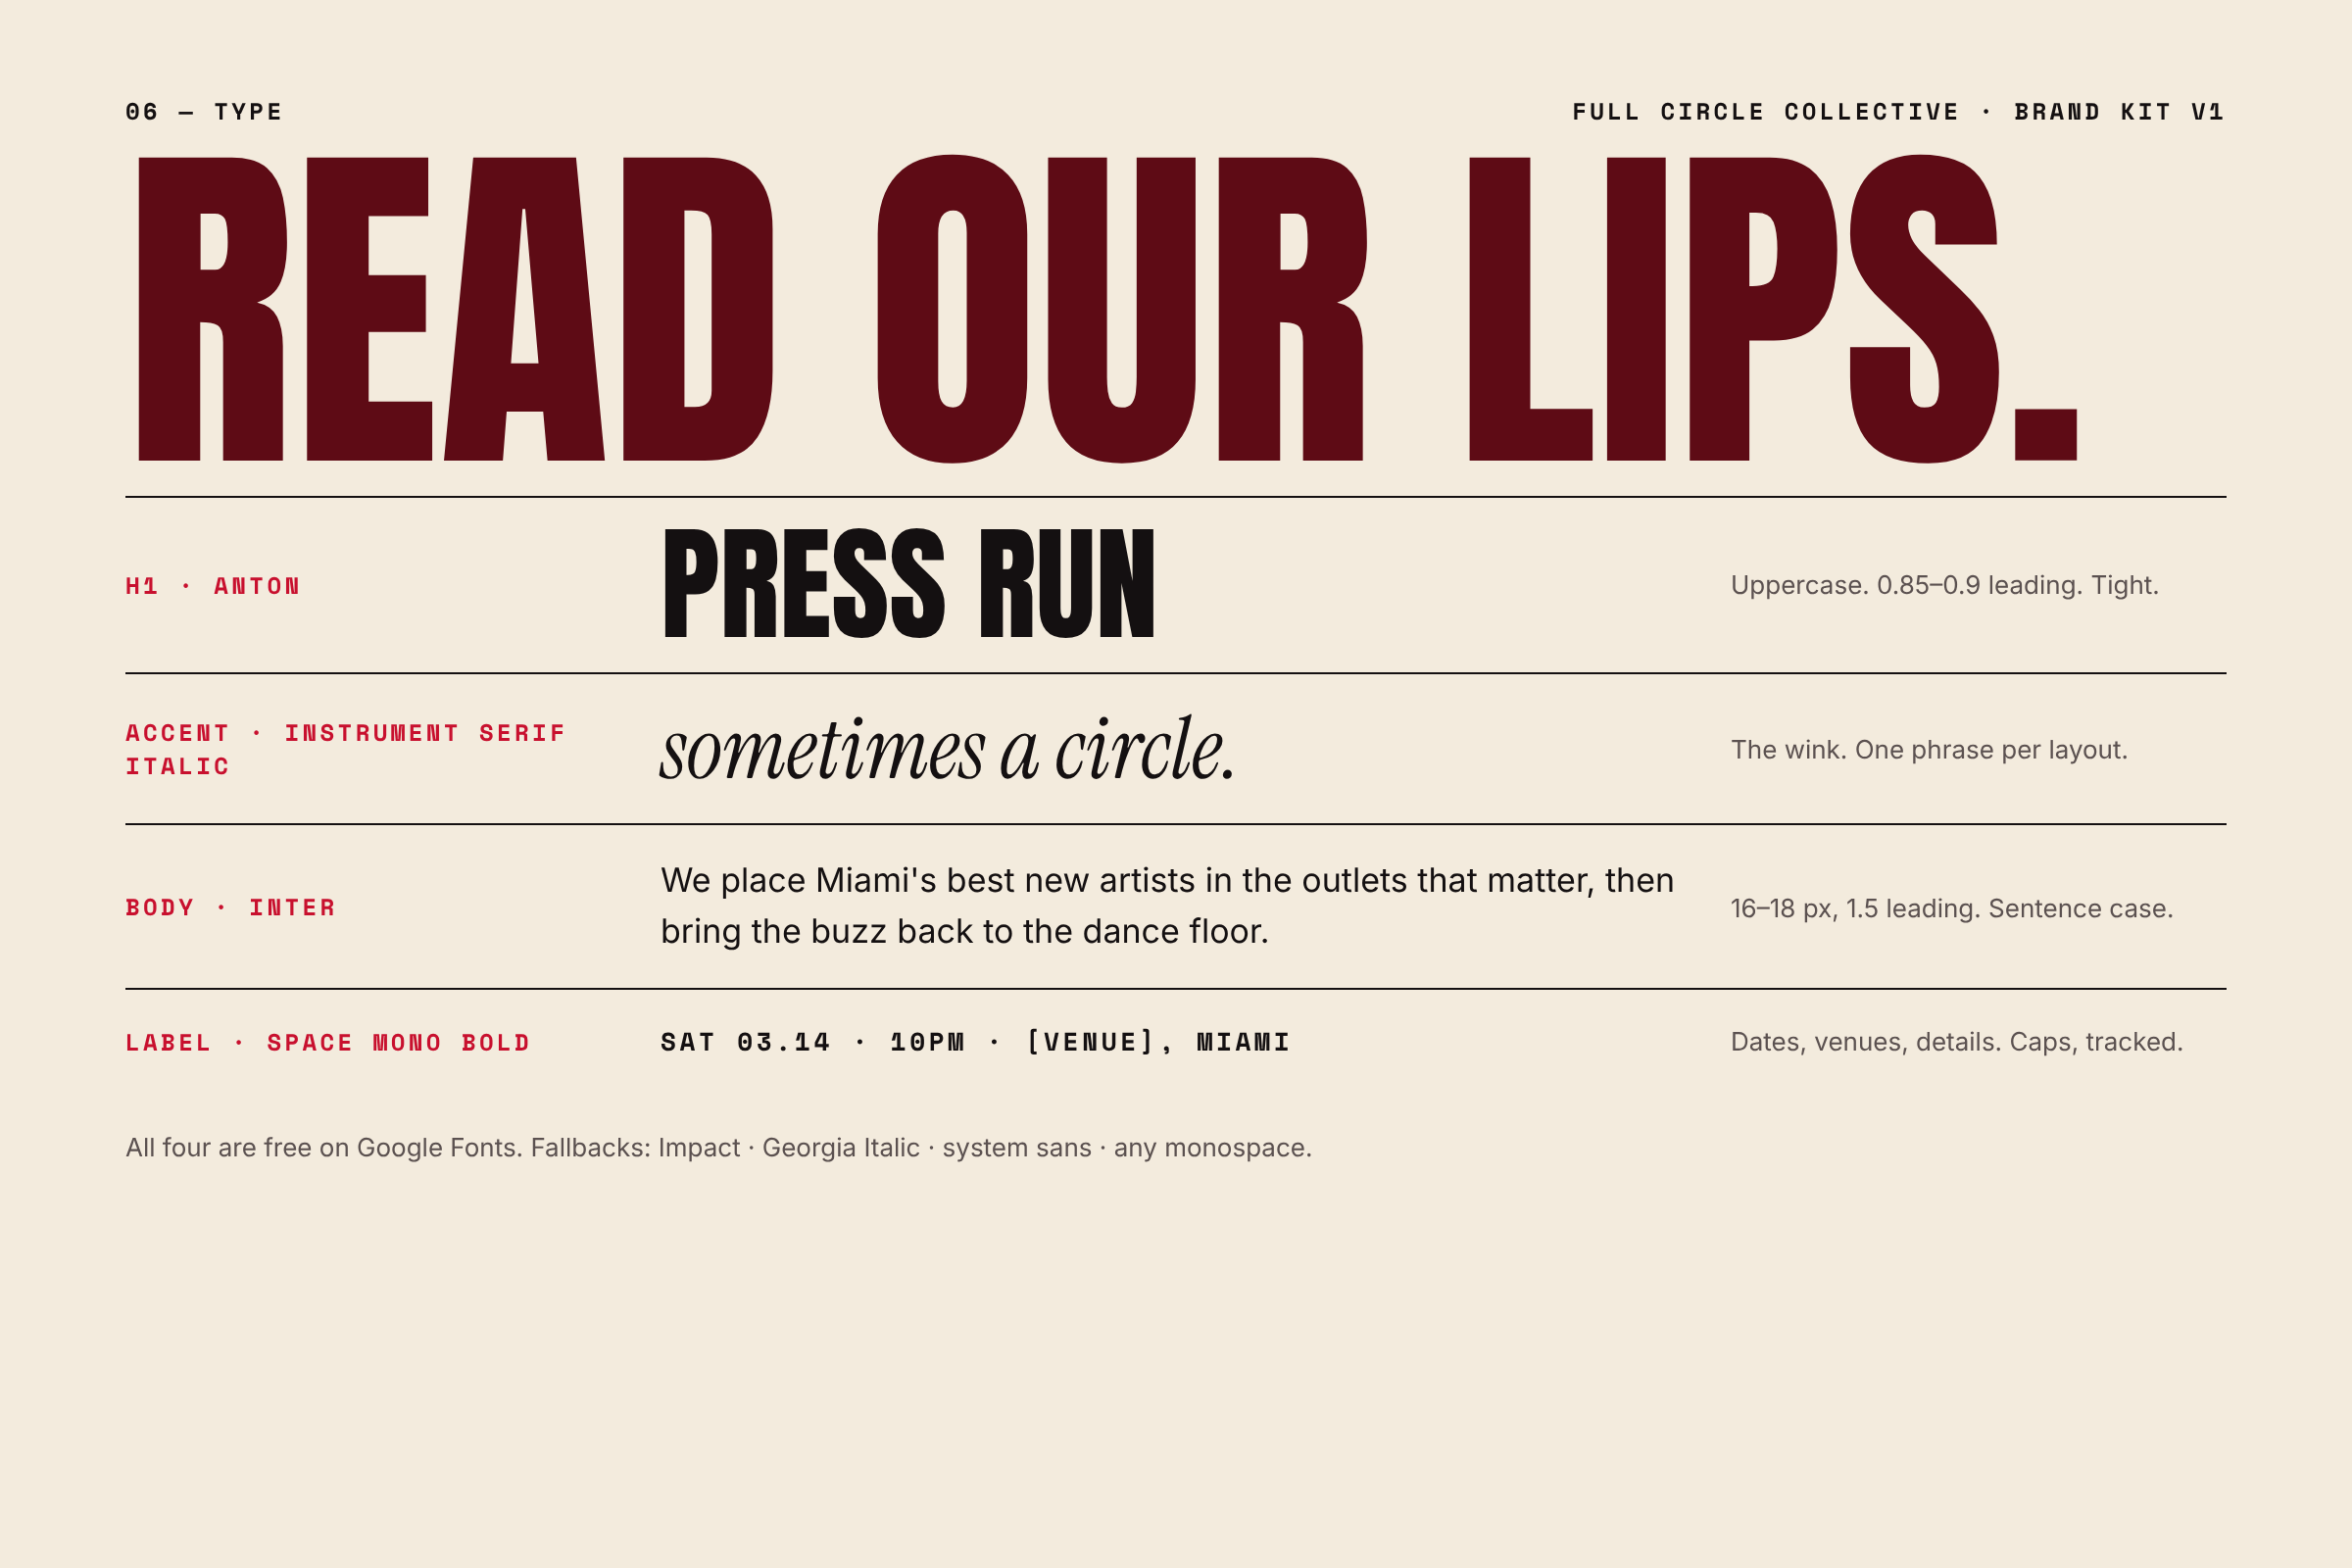 06 — TYPE
FULL CIRCLE COLLECTIVE · BRAND KIT V1
READ OUR LIPS.
H1 · ANTON
PRESS RUN
Uppercase. 0.85–0.9 leading. Tight.
ACCENT · INSTRUMENT SERIF
ITALIC
sometimes a circle.
The wink. One phrase per layout.
BODY · INTER
We place Miami's best new artists in the outlets that matter, then
bring the buzz back to the dance floor.
16–18 px, 1.5 leading. Sentence case.
LABEL · SPACE MONO BOLD
SAT 03.14 · 10PM · [VENUE], MIAMI
Dates, venues, details. Caps, tracked.
All four are free on Google Fonts. Fallbacks: Impact · Georgia Italic · system sans · any monospace.